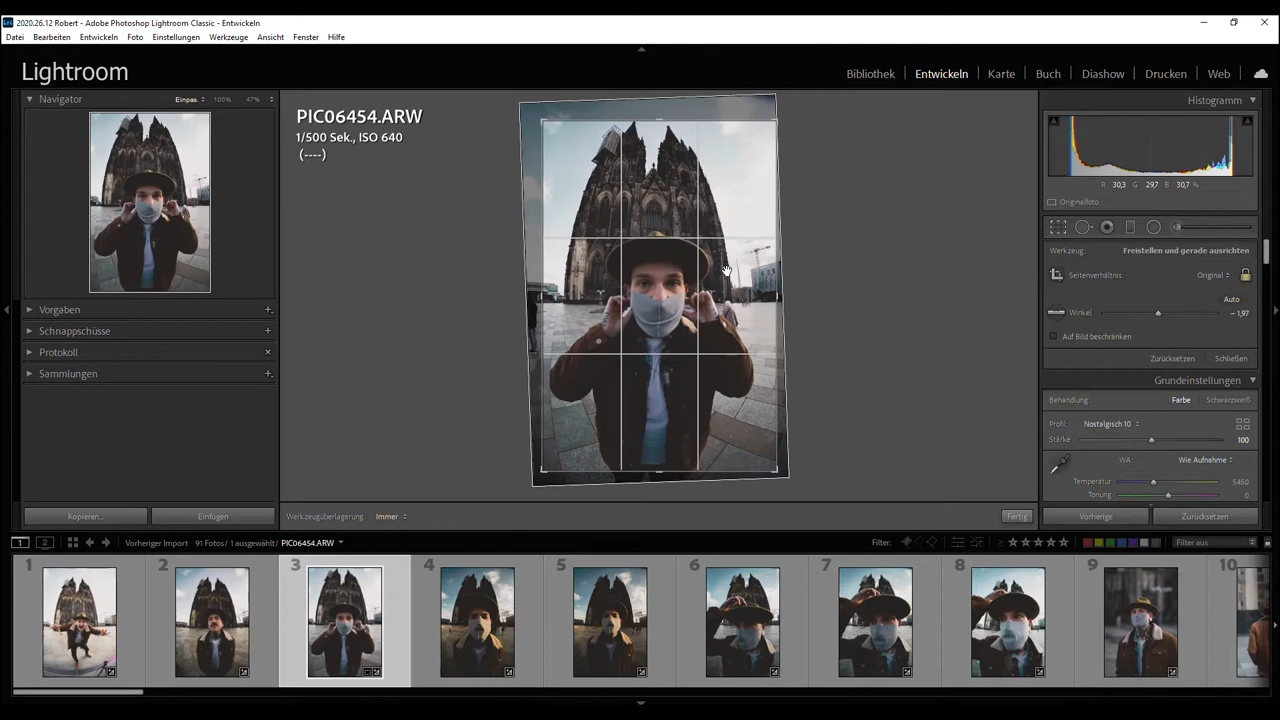 2020.26.12 Robert - Adobe Photoshop Lightroom Classic - Entwickeln
Datei Bearbeiten Entwickeln Foto Einstellungen Werkzeuge Ansicht Fenster Hilfe
Lightroom
Bibliothek Entwickeln Karte Buch Diashow Drucken Web
Navigator Einpas. 100% 47%
Vorgaben
Schnappschüsse
Protokoll
Sammlungen
Kopieren... Einfügen
PIC06454.ARW
1/500 Sek., ISO 640
(----)
Werkzeugüberlagerung: Immer Fertig
Histogramm
R 30,3 G 29,7 B 30,7 %
Originalfoto
Werkzeug: Freistellen und gerade ausrichten
Seitenverhältnis: Original
Auto
Winkel -1,97
Auf Bild beschränken
Zurücksetzen Schließen
Grundeinstellungen
Behandlung: Farbe Schwarzweiß
Profil: Nostalgisch 10
Stärke 100
WA: Wie Aufnahme
Temperatur 5450
Tonung 0
Vorherige Zurücksetzen
1 2 Vorheriger Import 91 Fotos / 1 ausgewählt / PIC06454.ARW Filter: Filter aus
1 2 3 4 5 6 7 8 9 10